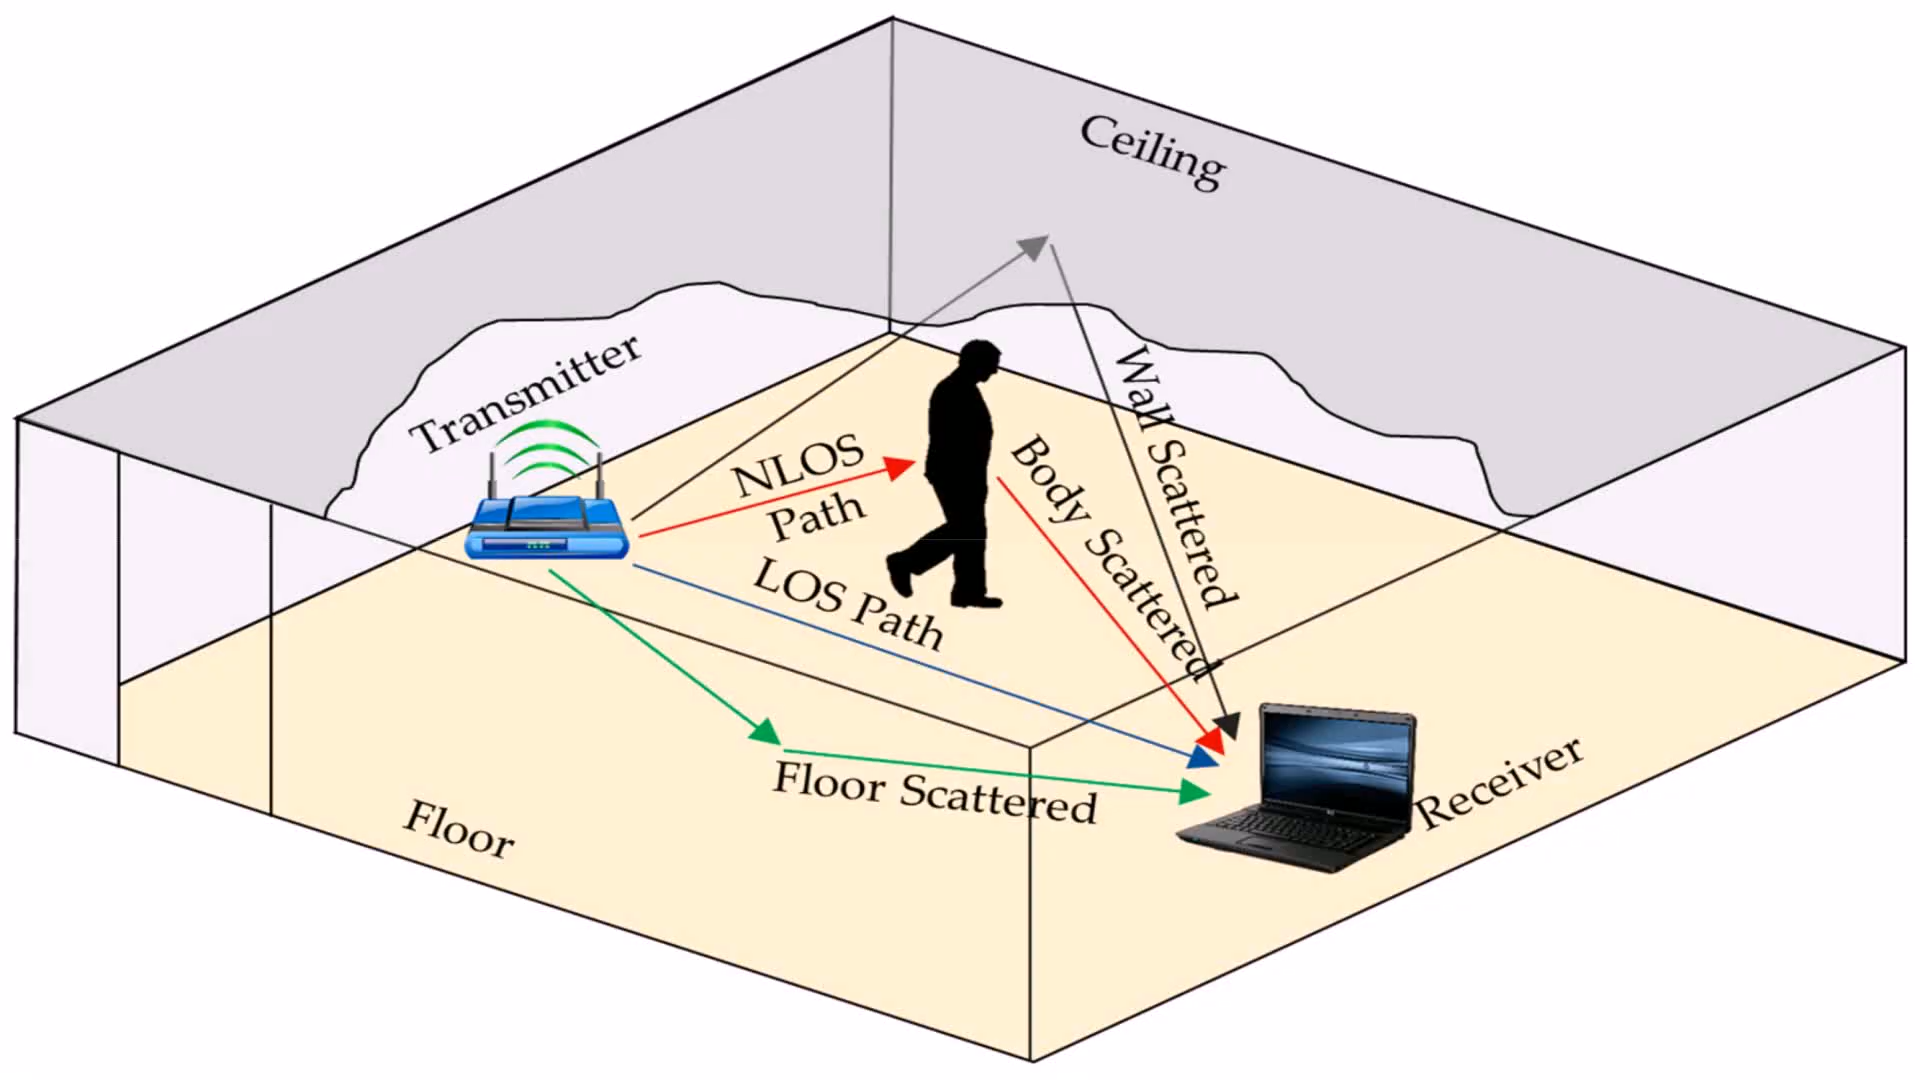 Ceiling
Transmitter
Wall Scattered
NLOS
Path
Body Scattered
LOS Path
Floor Scattered
Receiver
Floor